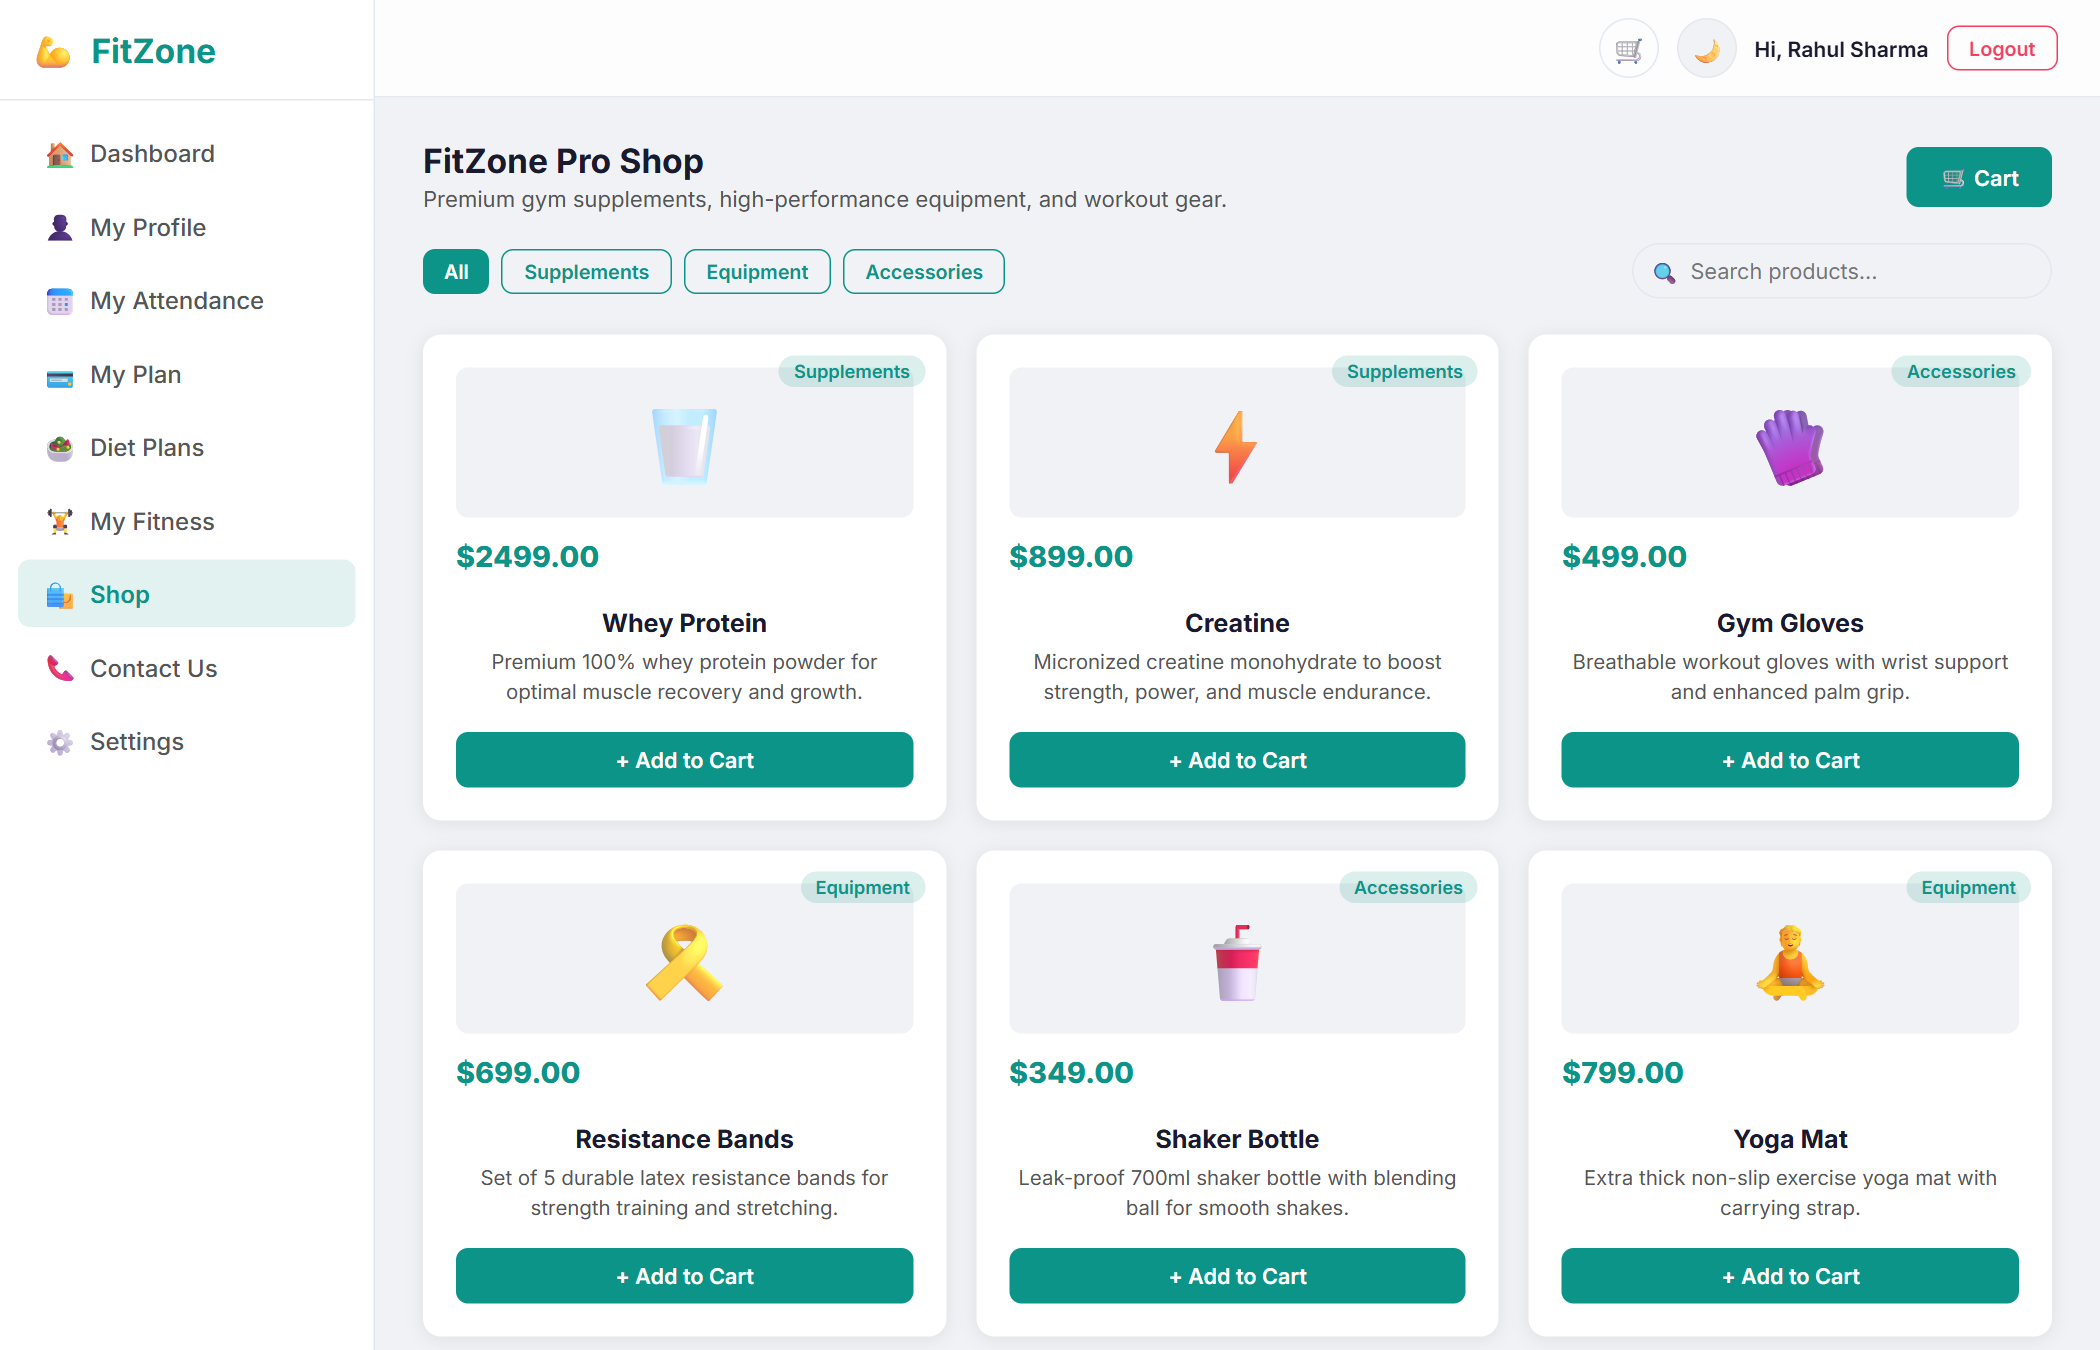 FitZone
Hi, Rahul Sharma
Logout
Dashboard
My Profile
My Attendance
My Plan
Diet Plans
My Fitness
Shop
Contact Us
Settings
FitZone Pro Shop
Premium gym supplements, high-performance equipment, and workout gear.
Cart
All
Supplements
Equipment
Accessories
Search products...
Supplements
$2499.00
Whey Protein
Premium 100% whey protein powder for
optimal muscle recovery and growth.
+ Add to Cart
Supplements
$899.00
Creatine
Micronized creatine monohydrate to boost
strength, power, and muscle endurance.
+ Add to Cart
Accessories
$499.00
Gym Gloves
Breathable workout gloves with wrist support
and enhanced palm grip.
+ Add to Cart
Equipment
$699.00
Resistance Bands
Set of 5 durable latex resistance bands for
strength training and stretching.
+ Add to Cart
Accessories
$349.00
Shaker Bottle
Leak-proof 700ml shaker bottle with blending
ball for smooth shakes.
+ Add to Cart
Equipment
$799.00
Yoga Mat
Extra thick non-slip exercise yoga mat with
carrying strap.
+ Add to Cart